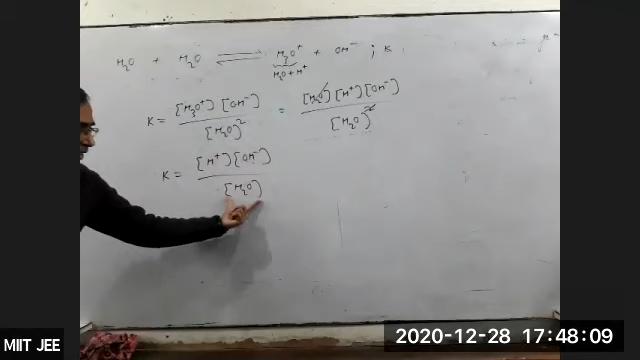 H₂O + H₂O ⇌ H₃O⁺ + OH⁻ ; K
H₂O + H⁺
K = [H₃O⁺] [OH⁻] / [H₂O]² = [H₂O] [H⁺] [OH⁻] / [H₂O]²
K = [H⁺] [OH⁻] / [H₂O]
MIIT JEE
2020-12-28 17:48:09